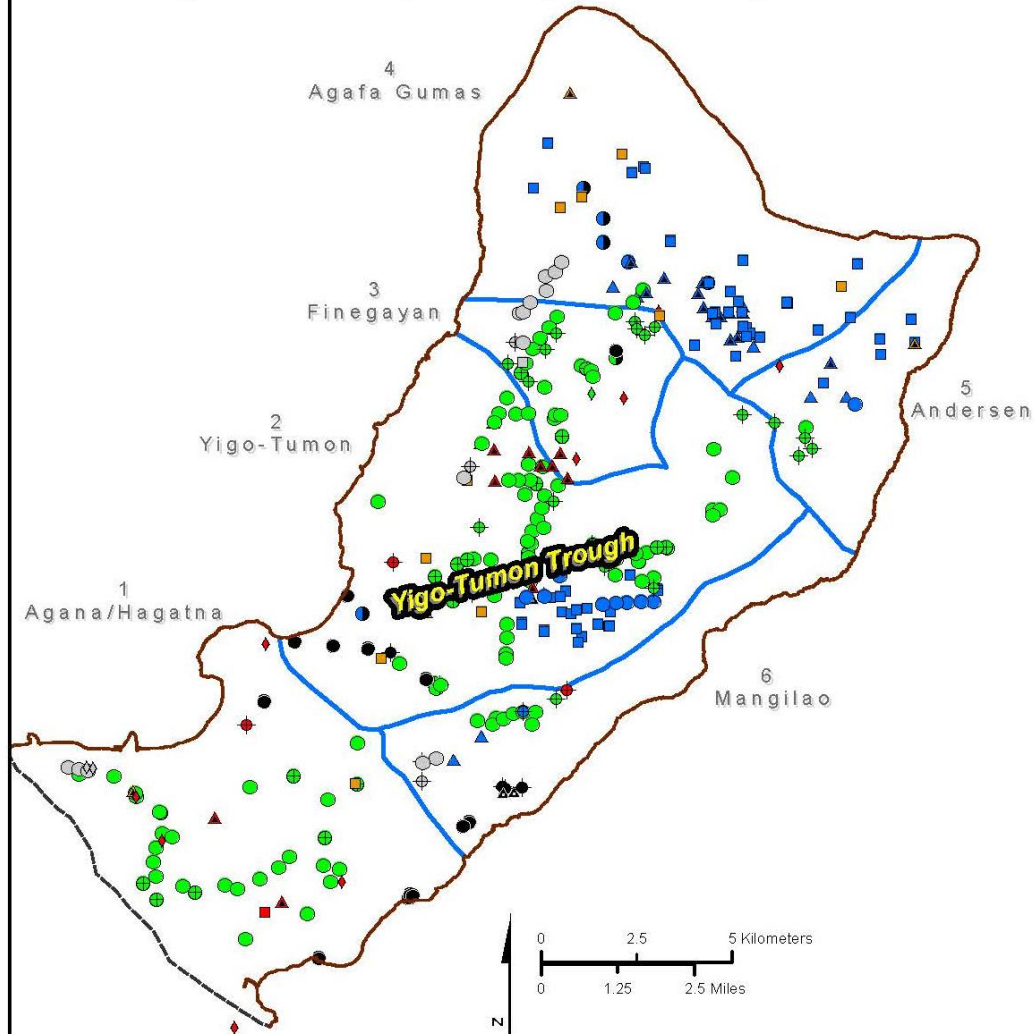 4
Agafa Gumas
3
Finegayan
2
Yigo-Tumon
5
Andersen
Yigo-Tumon Trough
1
Agana/Hagatna
6
Mangilao
0 2.5 5 Kilometers
0 1.25 2.5 Miles
N